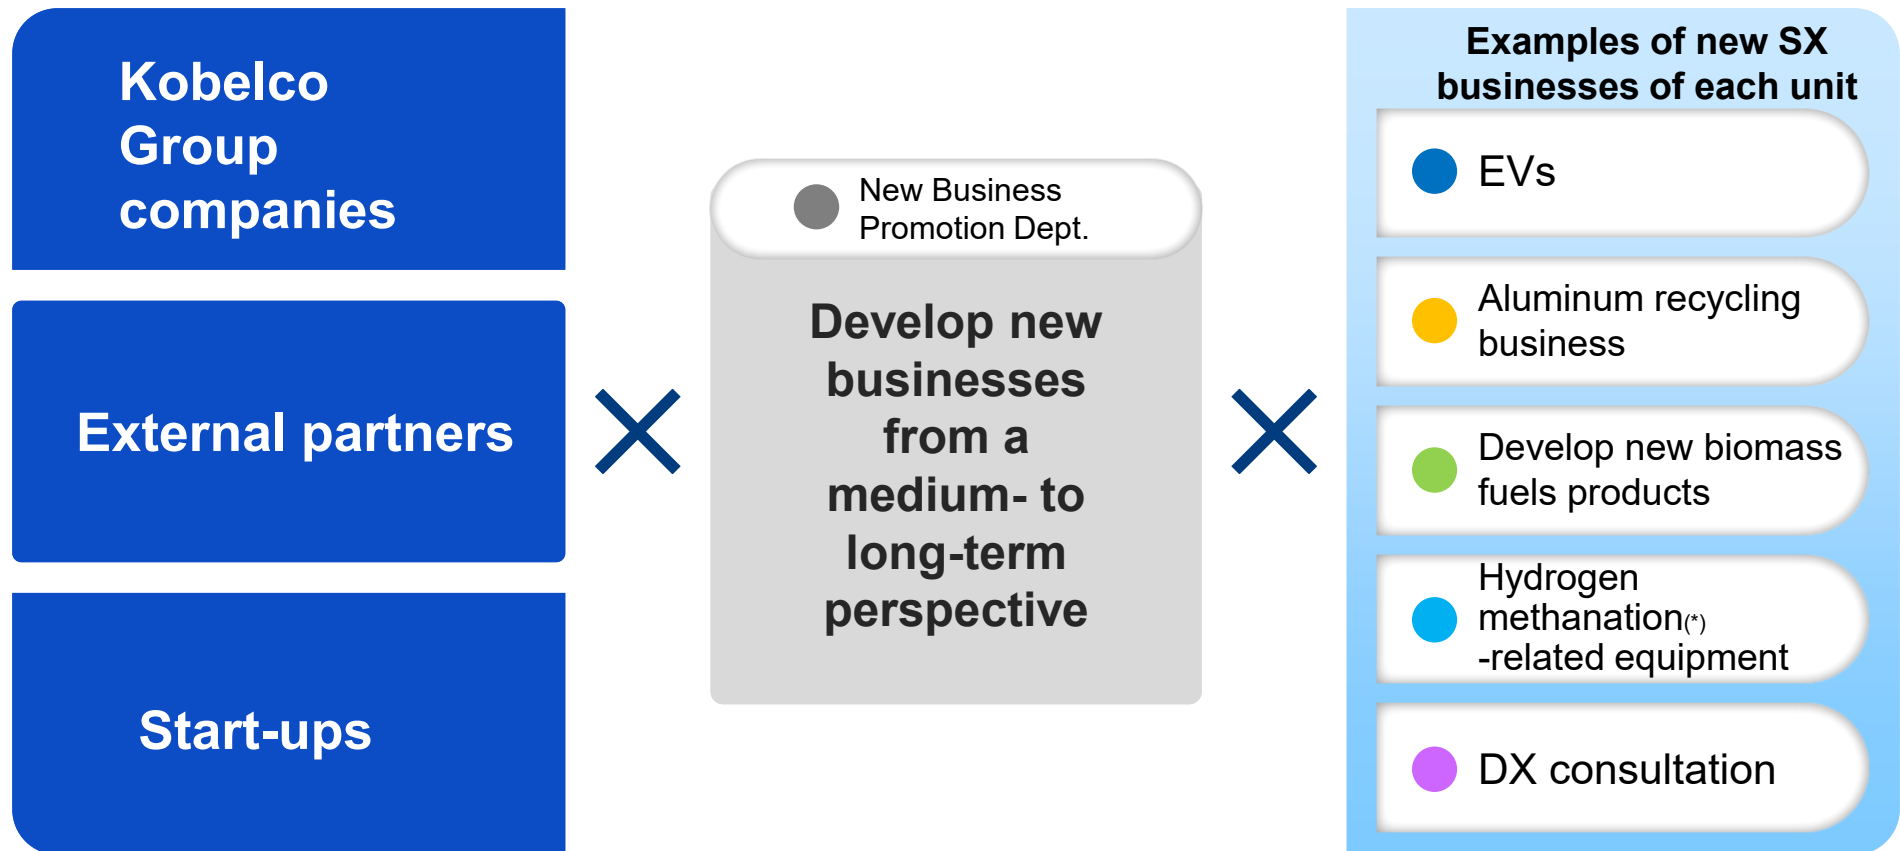 Kobelco
Group
companies
External partners
Start-ups
New Business
Promotion Dept.
Develop new
businesses
from a
medium- to
long-term
perspective
Examples of new SX
businesses of each unit
EVs
Aluminum recycling
business
Develop new biomass
fuels products
Hydrogen
methanation(*)
-related equipment
DX consultation